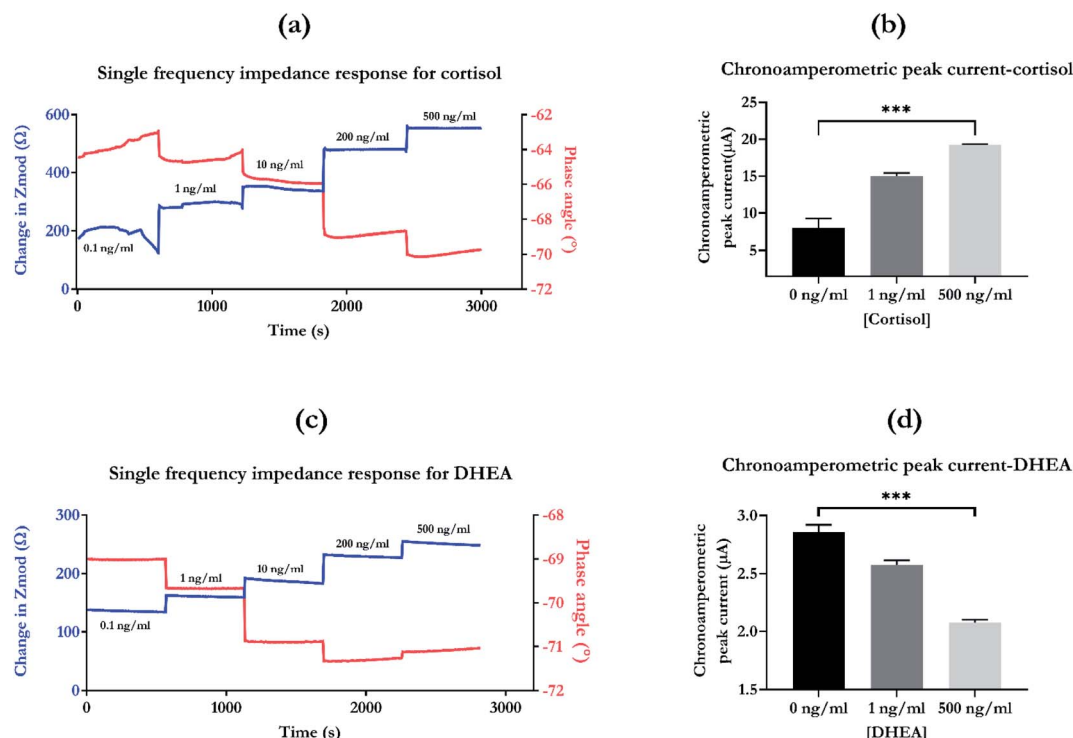 (a)
Single frequency impedance response for cortisol
Change in Zmod (Ω)
600
400
200
0
0.1 ng/ml
1 ng/ml
10 ng/ml
200 ng/ml
500 ng/ml
-62
-64
-66
-68
-70
-72
Phase angle (°)
0
1000
2000
3000
Time (s)
(b)
Chronoamperometric peak current-cortisol
Chronoamperometric
peak current(μA)
25
20
15
10
5
***
0 ng/ml
1 ng/ml
500 ng/ml
[Cortisol]
(c)
Single frequency impedance response for DHEA
Change in Zmod (Ω)
300
200
100
0
0.1 ng/ml
1 ng/ml
10 ng/ml
200 ng/ml
500 ng/ml
-68
-69
-70
-71
-72
Phase angle (°)
0
1000
2000
3000
Time (s)
(d)
Chronoamperometric peak current-DHEA
Chronoamperometric
peak current (μA)
3.0
2.5
2.0
1.5
***
0 ng/ml
1 ng/ml
500 ng/ml
[DHEA]